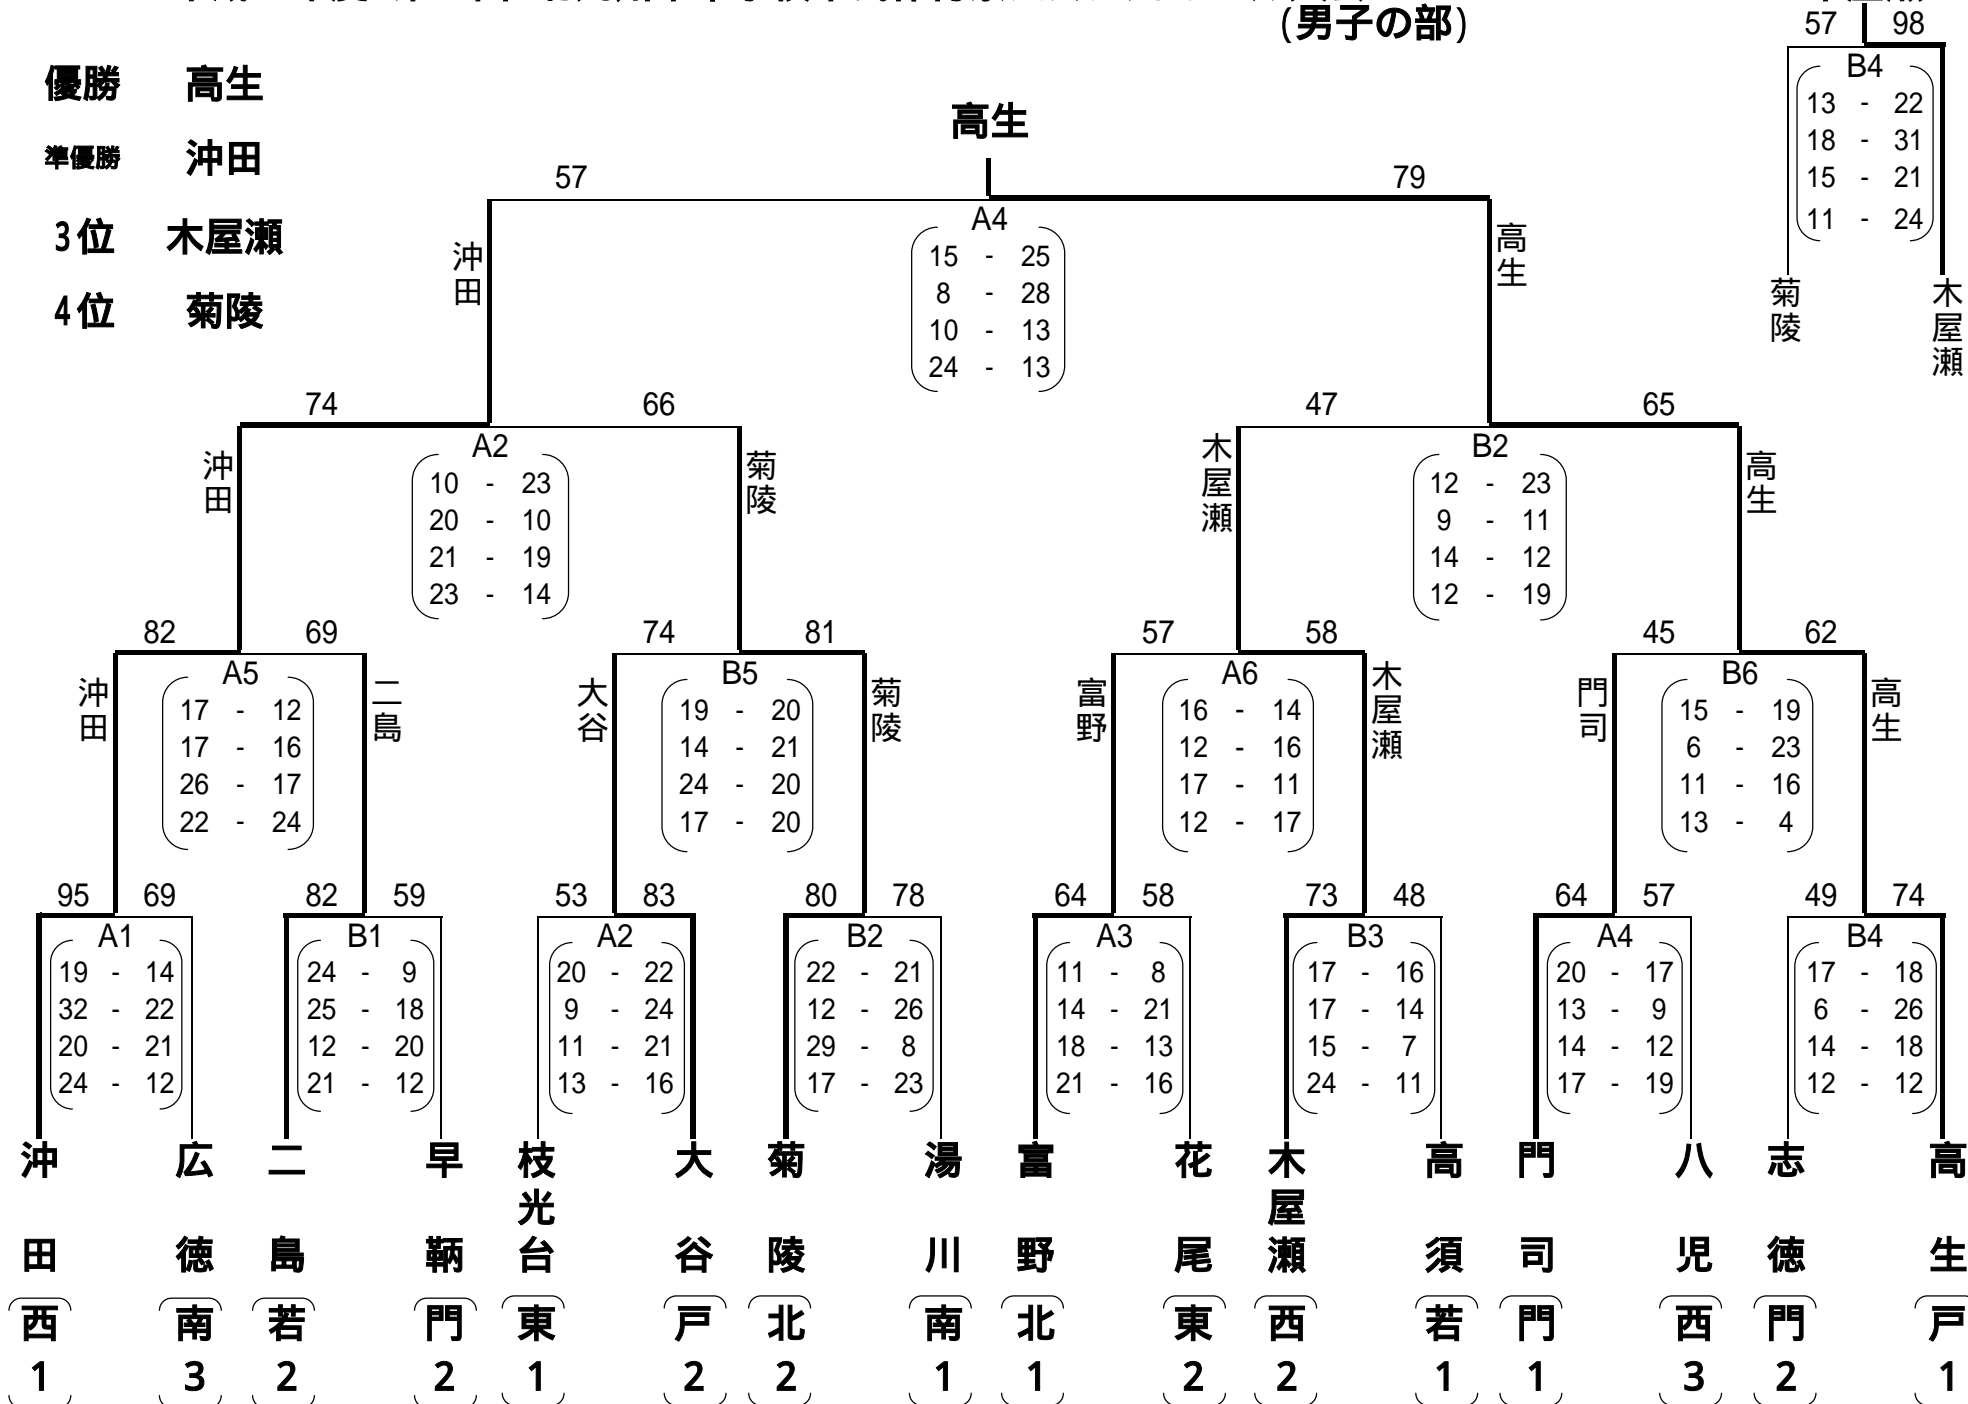 (男子の部)
優勝 高生
準優勝 沖田
3位 木屋瀬
4位 菊陵
57 98
B4
13 - 22
18 - 31
15 - 21
11 - 24
菊陵 木屋瀬
高生
57 79
A4
15 - 25
8 - 28
10 - 13
24 - 13
沖田 高生
74 66
A2
10 - 23
20 - 10
21 - 19
23 - 14
沖田 菊陵
47 65
B2
12 - 23
9 - 11
14 - 12
12 - 19
木屋瀬 高生
82 69
A5
17 - 12
17 - 16
26 - 17
22 - 24
沖田 二島
74 81
B5
19 - 20
14 - 21
24 - 20
17 - 20
大谷 菊陵
57 58
A6
16 - 14
12 - 16
17 - 11
12 - 17
富野 木屋瀬
45 62
B6
15 - 19
6 - 23
11 - 16
13 - 4
門司 高生
95 69
A1
19 - 14
32 - 22
20 - 21
24 - 12
82 59
B1
24 - 9
25 - 18
12 - 20
21 - 12
53 83
A2
20 - 22
9 - 24
11 - 21
13 - 16
80 78
B2
22 - 21
12 - 26
29 - 8
17 - 23
64 58
A3
11 - 8
14 - 21
18 - 13
21 - 16
73 48
B3
17 - 16
17 - 14
15 - 7
24 - 11
64 57
A4
20 - 17
13 - 9
14 - 12
17 - 19
49 74
B4
17 - 18
6 - 26
14 - 18
12 - 12
沖田 広徳 二島 早鞆 枝光台 大谷 菊陵 湯川 富野 花尾 木屋瀬 高須 門司 八児 志徳 高生
西1 南3 若2 門2 東1 戸2 北2 南1 北1 東2 西2 若1 門1 西3 門2 戸1